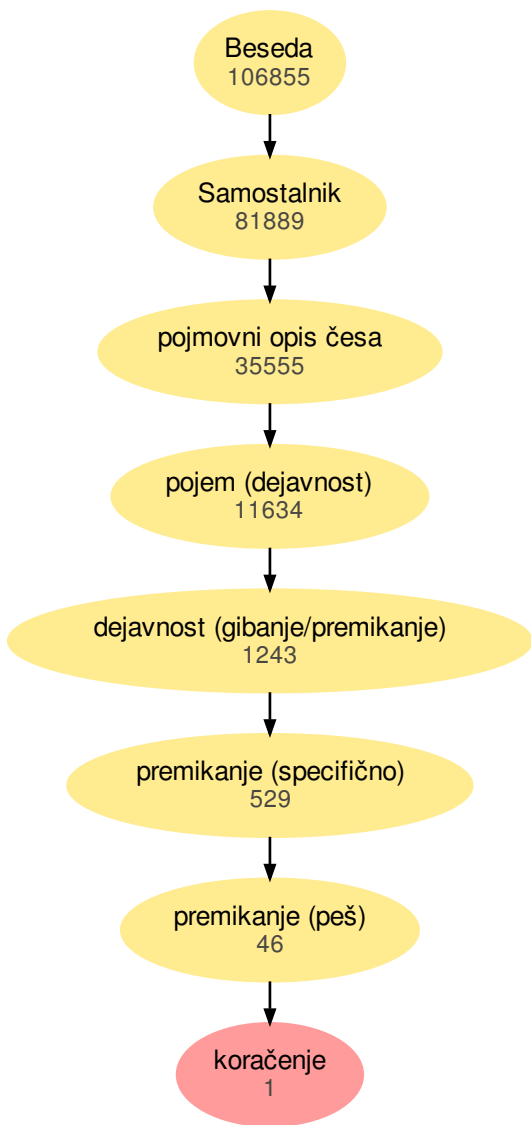 Beseda
106855
Samostalnik
81889
pojmovni opis česa
35555
pojem (dejavnost)
11634
dejavnost (gibanje/premikanje)
1243
premikanje (specifično)
529
premikanje (peš)
46
koračenje
1